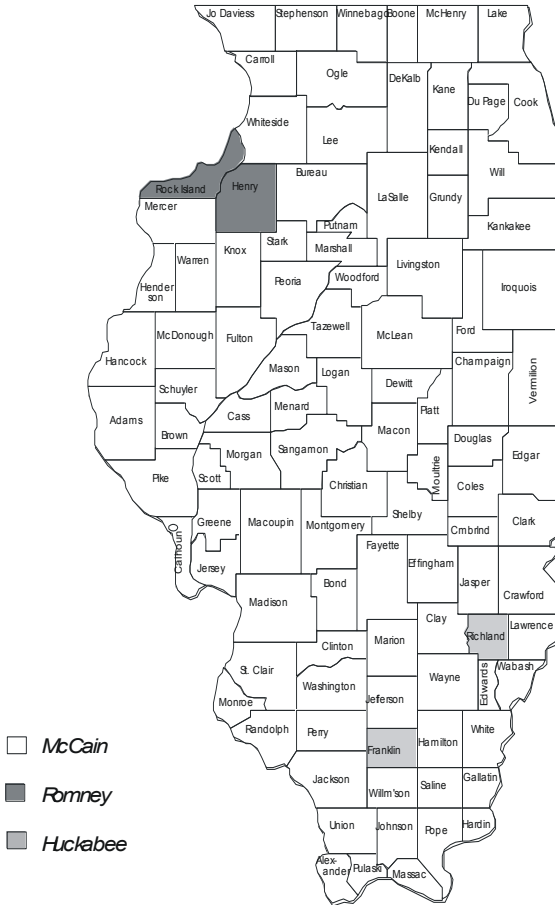 Jo Daviess Stephenson Winnebago Boone McHenry Lake
Carroll Ogle DeKalb Kane Du Page Cook
Whiteside Lee Kendall Will
Rock Island Henry Bureau LaSalle Grundy
Mercer Putnam Kankakee
Warren Knox Stark Marshall Livingston
Hender
son
Peoria Woodford Iroquois
McDonough Fulton Tazewell McLean Ford
Hancock Mason Logan Champaign Vermilion
Schuyler Menard Dewitt Piatt
Adams Brown Cass Macon Douglas
Pike Scott Morgan Sangamon Christian Moultrie Coles Edgar
Calhoun Greene Macoupin Montgomery Shelby Cmbrlnd Clark
Jersey Fayette Effingham Jasper Crawford
Madison Bond Clay Richland Lawrence
Clinton Marion Wayne Edwards Wabash
St. Clair Washington Jefferson
Monroe Randolph Perry Franklin Hamilton White
McCain
Jackson Willm'son Saline Gallatin
Romney
Union Johnson Pope Hardin
Huckabee
Alex-
ander
Pulaski Massac